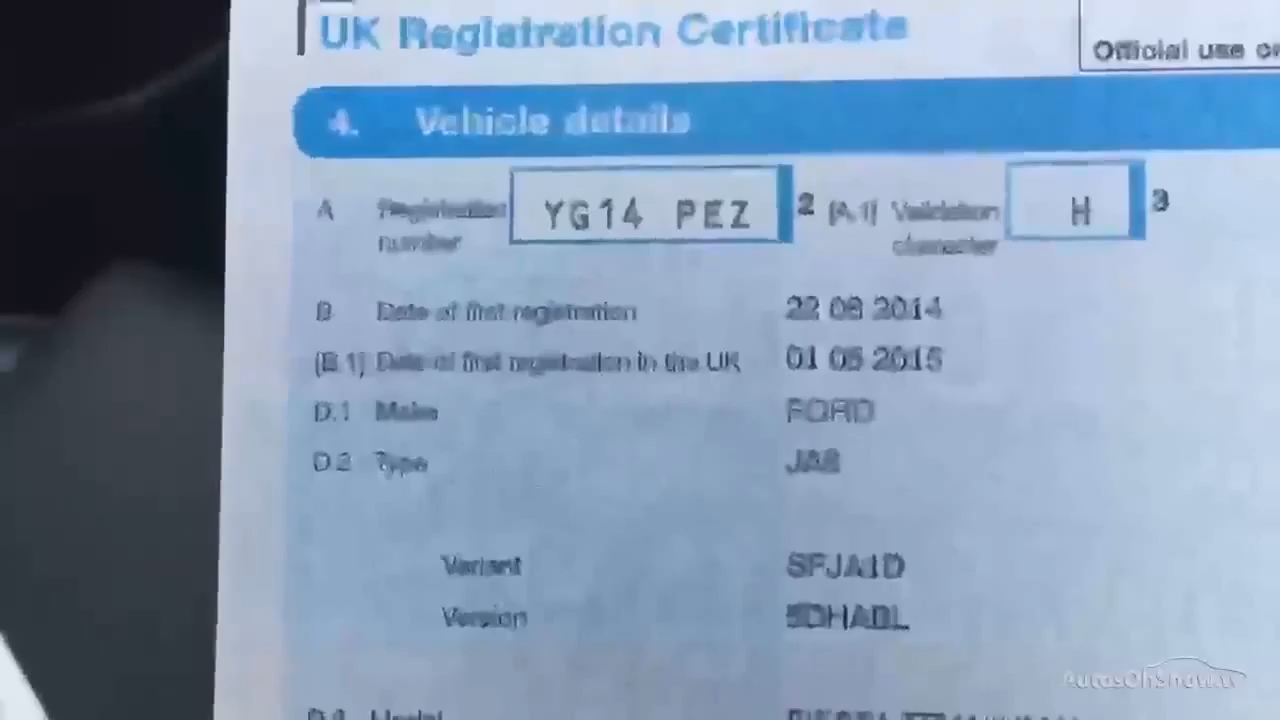 UK Registration Certificate
Official use
4. Vehicle details
A Registration number YG14 PEZ 2 [A.1] Validation character H 3
B Date of first registration 22 08 2014
[B.1] Date of first registration in the UK 01 05 2015
D.1 Make FORD
D.2 Type JA8
Variant SFJA1D
Version